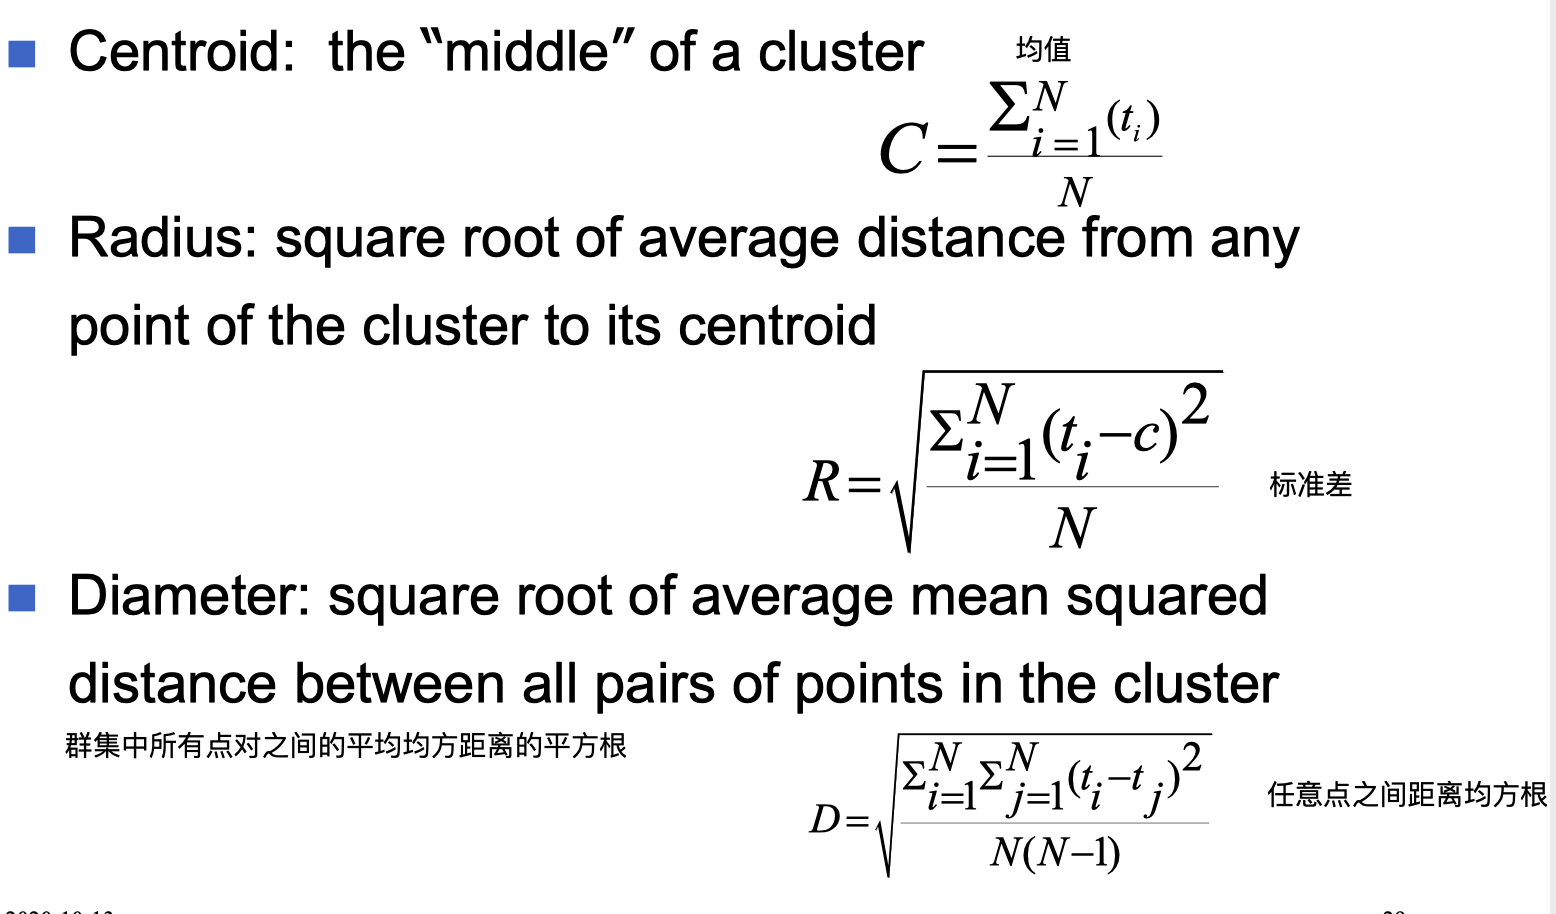 Centroid: the “middle” of a cluster
均值
C = \frac{\sum_{i=1}^{N}(t_i)}{N}
Radius: square root of average distance from any
point of the cluster to its centroid
R = \sqrt{\frac{\sum_{i=1}^{N}(t_i - c)^2}{N}}
标准差
Diameter: square root of average mean squared
distance between all pairs of points in the cluster
群集中所有点对之间的平均均方距离的平方根
D = \sqrt{\frac{\sum_{i=1}^{N}\sum_{j=1}^{N}(t_i - t_j)^2}{N(N-1)}}
任意点之间距离均方根